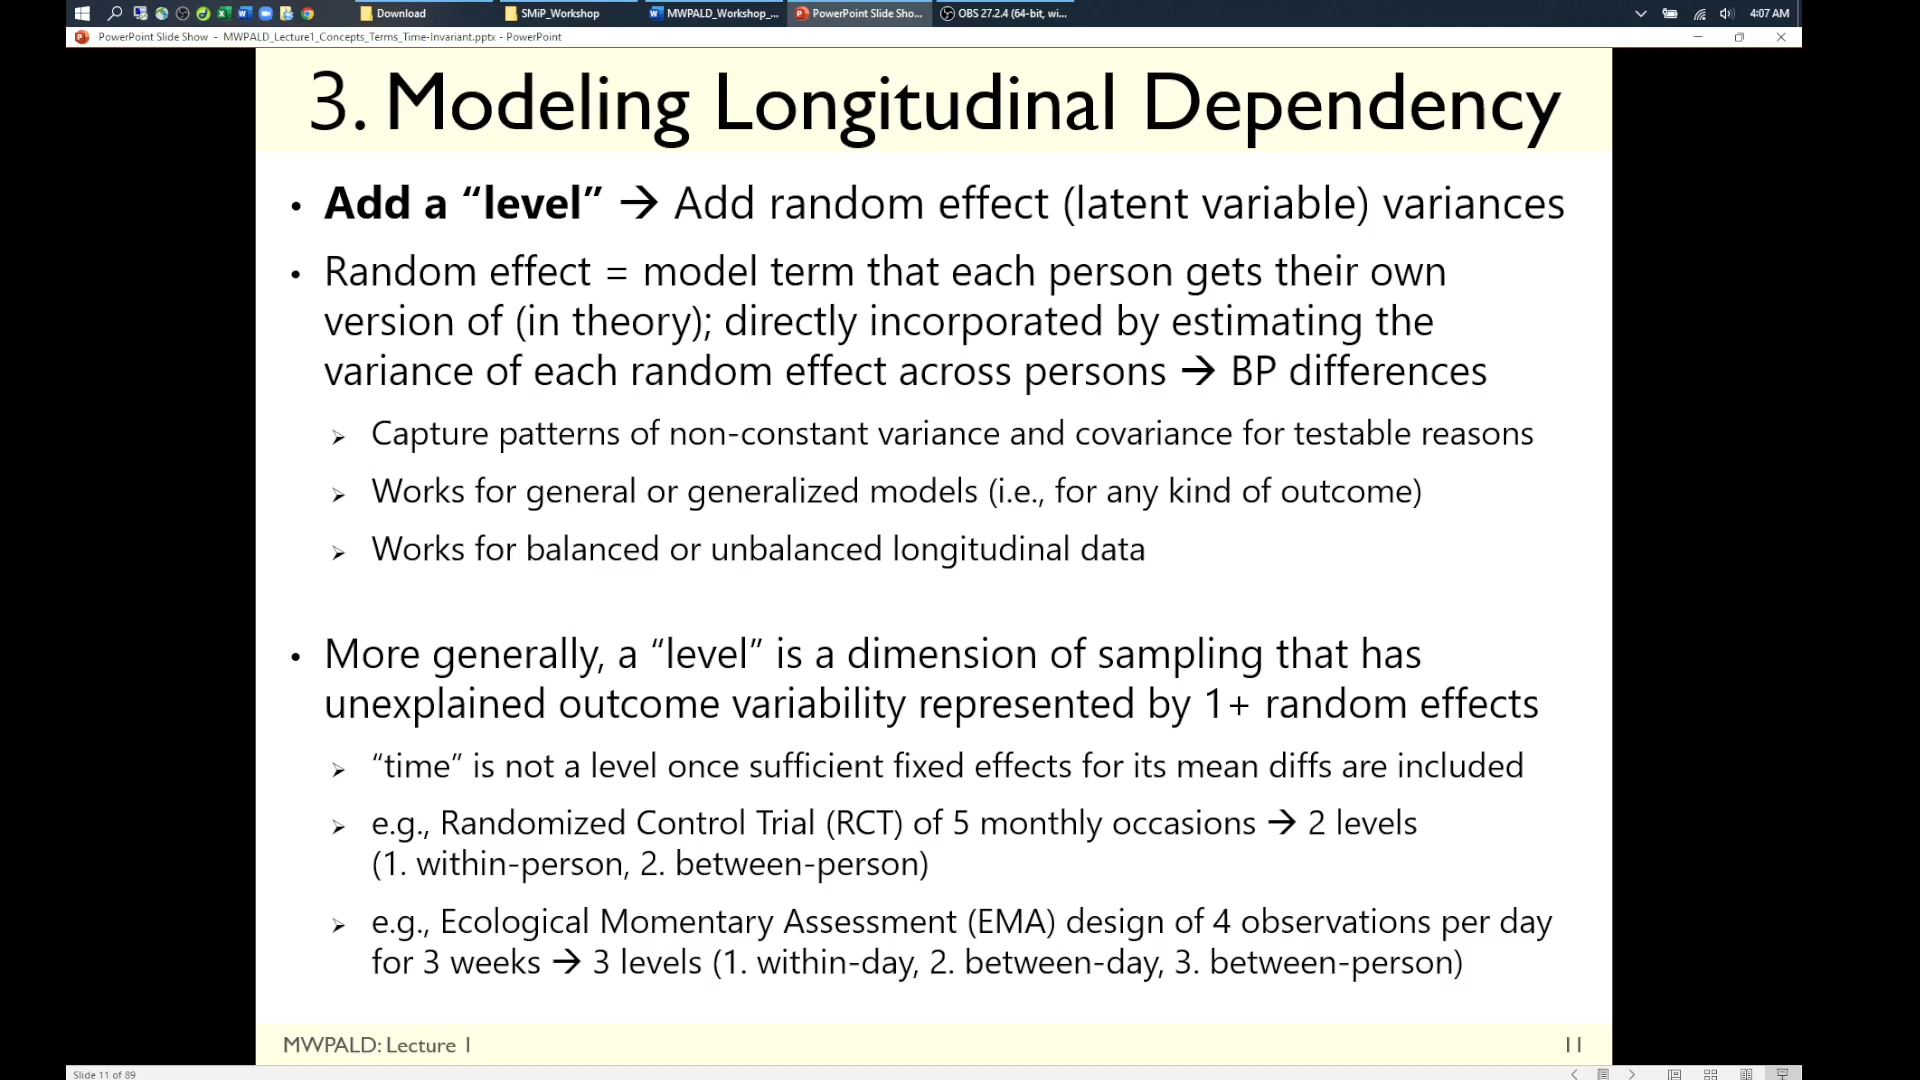 Download
SMiP_Workshop
MWPALD_Workshop_...
PowerPoint Slide Sho...
OBS 27.2.4 (64-bit, wi...
4:07 AM
PowerPoint Slide Show - MWPALD_Lecture1_Concepts_Terms_Time-Invariant.pptx - PowerPoint
3. Modeling Longitudinal Dependency
• Add a “level” → Add random effect (latent variable) variances
• Random effect = model term that each person gets their own
version of (in theory); directly incorporated by estimating the
variance of each random effect across persons → BP differences
➢ Capture patterns of non-constant variance and covariance for testable reasons
➢ Works for general or generalized models (i.e., for any kind of outcome)
➢ Works for balanced or unbalanced longitudinal data
• More generally, a “level” is a dimension of sampling that has
unexplained outcome variability represented by 1+ random effects
➢ “time” is not a level once sufficient fixed effects for its mean diffs are included
➢ e.g., Randomized Control Trial (RCT) of 5 monthly occasions → 2 levels
(1. within-person, 2. between-person)
➢ e.g., Ecological Momentary Assessment (EMA) design of 4 observations per day
for 3 weeks → 3 levels (1. within-day, 2. between-day, 3. between-person)
MWPALD: Lecture 1
11
Slide 11 of 89